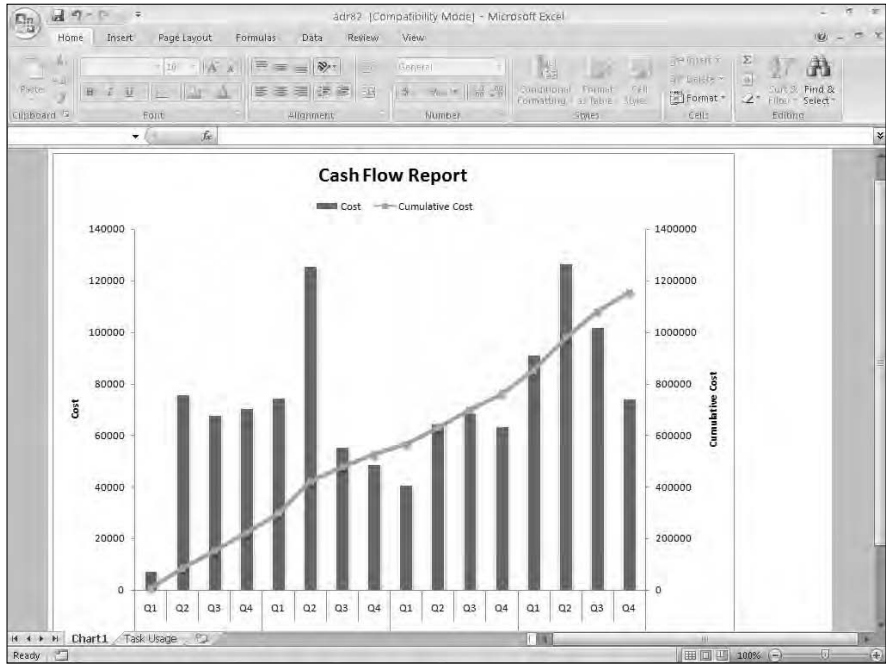 adr82 [Compatibility Mode] - Microsoft Excel
Home Insert Page Layout Formulas Data Review View
Paste
10
General
Conditional Formatting
Format as Table
Cell Styles
Insert
Delete
Format
Sort & Filter
Find & Select
Clipboard Font Alignment Number Styles Cells Editing
fx
Cash Flow Report
Cost Cumulative Cost
140000 1400000
120000 1200000
100000 1000000
80000 800000
60000 600000
40000 400000
20000 200000
0 0
Cost
Cumulative Cost
Q1 Q2 Q3 Q4 Q1 Q2 Q3 Q4 Q1 Q2 Q3 Q4 Q1 Q2 Q3 Q4
Chart1 Task Usage
Ready 100%